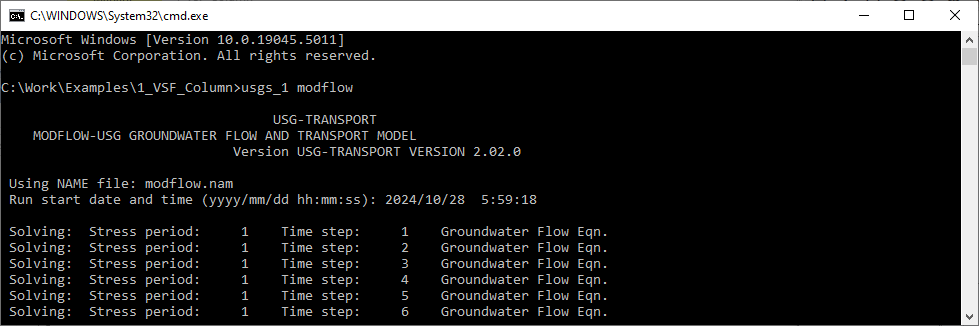 C:\WINDOWS\System32\cmd.exe
Microsoft Windows [Version 10.0.19045.5011]
(c) Microsoft Corporation. All rights reserved.
C:\Work\Examples\1_VSF_Column>usgs_1 modflow
USG-TRANSPORT
MODFLOW-USG GROUNDWATER FLOW AND TRANSPORT MODEL
Version USG-TRANSPORT VERSION 2.02.0
Using NAME file: modflow.nam
Run start date and time (yyyy/mm/dd hh:mm:ss): 2024/10/28  5:59:18
Solving:  Stress period:     1    Time step:     1    Groundwater Flow Eqn.
Solving:  Stress period:     1    Time step:     2    Groundwater Flow Eqn.
Solving:  Stress period:     1    Time step:     3    Groundwater Flow Eqn.
Solving:  Stress period:     1    Time step:     4    Groundwater Flow Eqn.
Solving:  Stress period:     1    Time step:     5    Groundwater Flow Eqn.
Solving:  Stress period:     1    Time step:     6    Groundwater Flow Eqn.